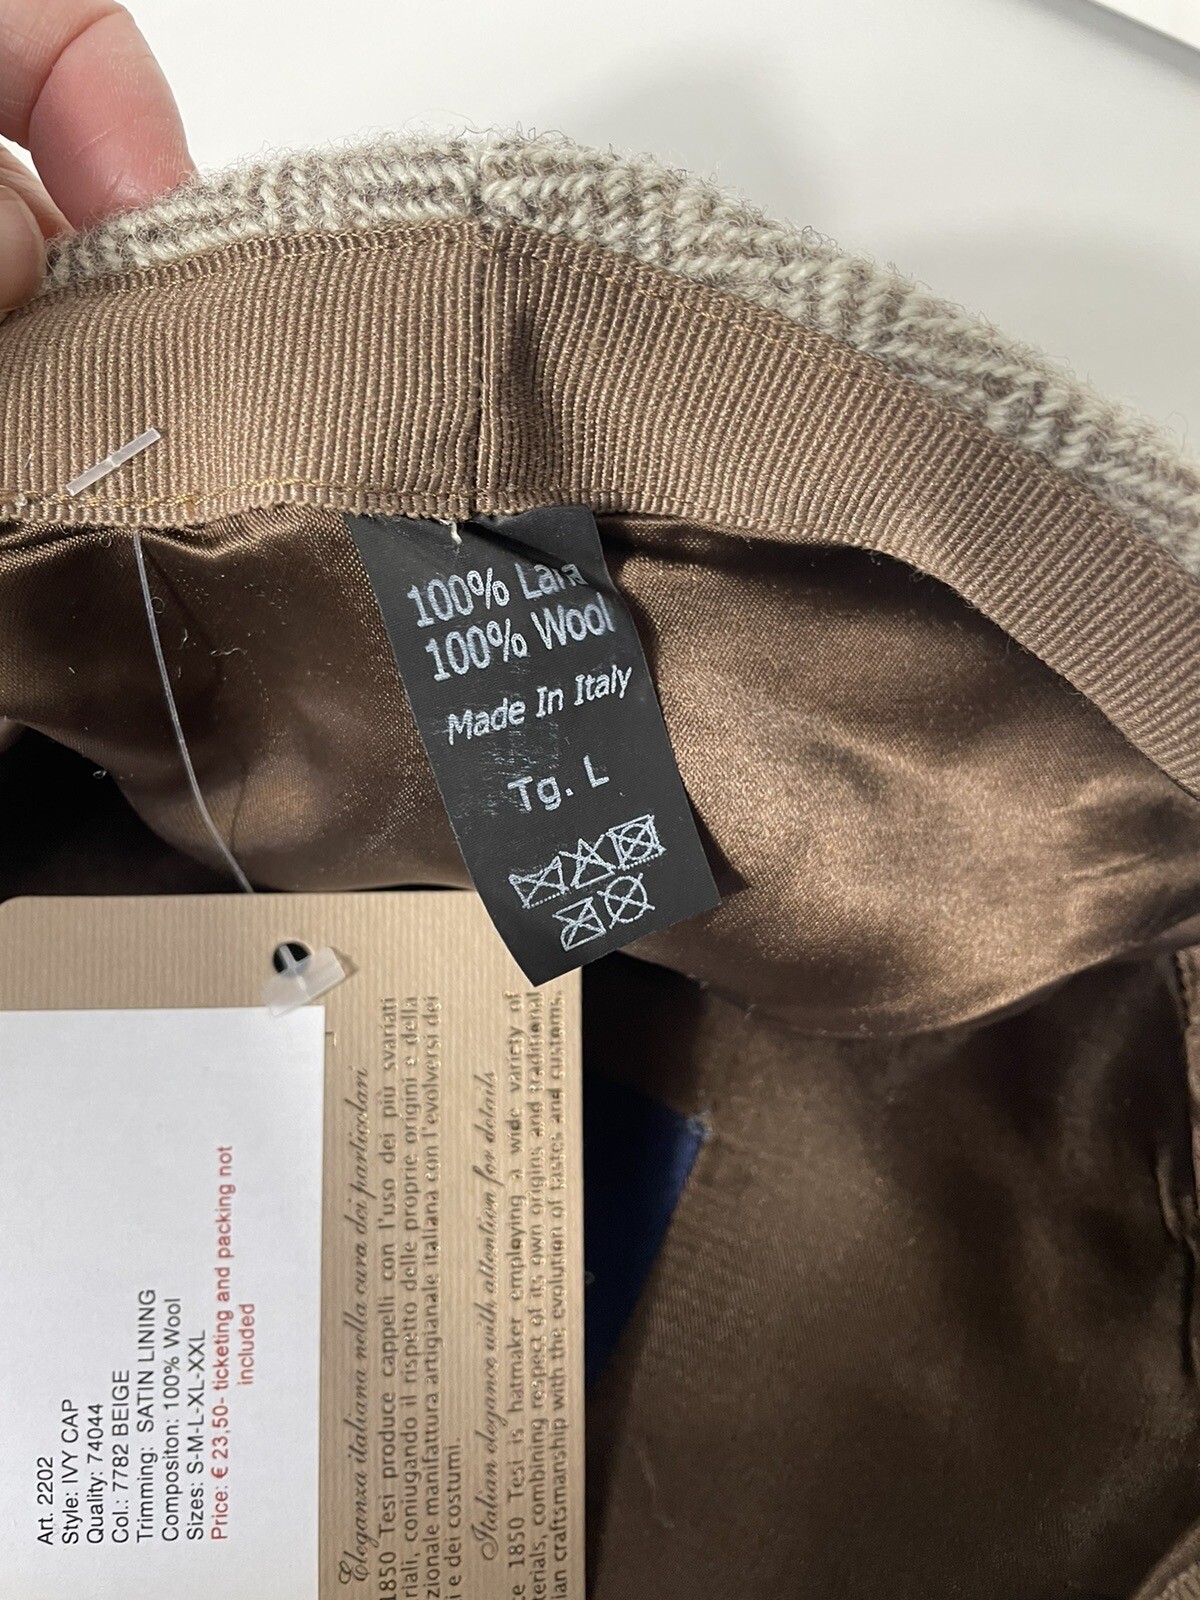 100% Lana
100% Wool
Made In Italy
Tg. L
Art. 2202
Style: IVY CAP
Quality: 74044
Col.: 7782 BEIGE
Trimming: SATIN LINING
Compositon: 100% Wool
Sizes: S-M-L-XL-XXL
Price: € 23,50- ticketing and packing not
included
Eleganza italiana nella cura dei particolari
1850 Tesi produce cappelli con l'uso dei più svariati
riali, coniugando il rispetto delle proprie origini e della
zionale manifattura artigianale italiana con l'evolversi dei
i e dei costumi.
Italian elegance with attention for details
e 1850 Tesi is hatmaker employing a wide variety of
terials, combining respect of its own origins and traditional
ian craftsmanship with the evolution of tastes and customs.